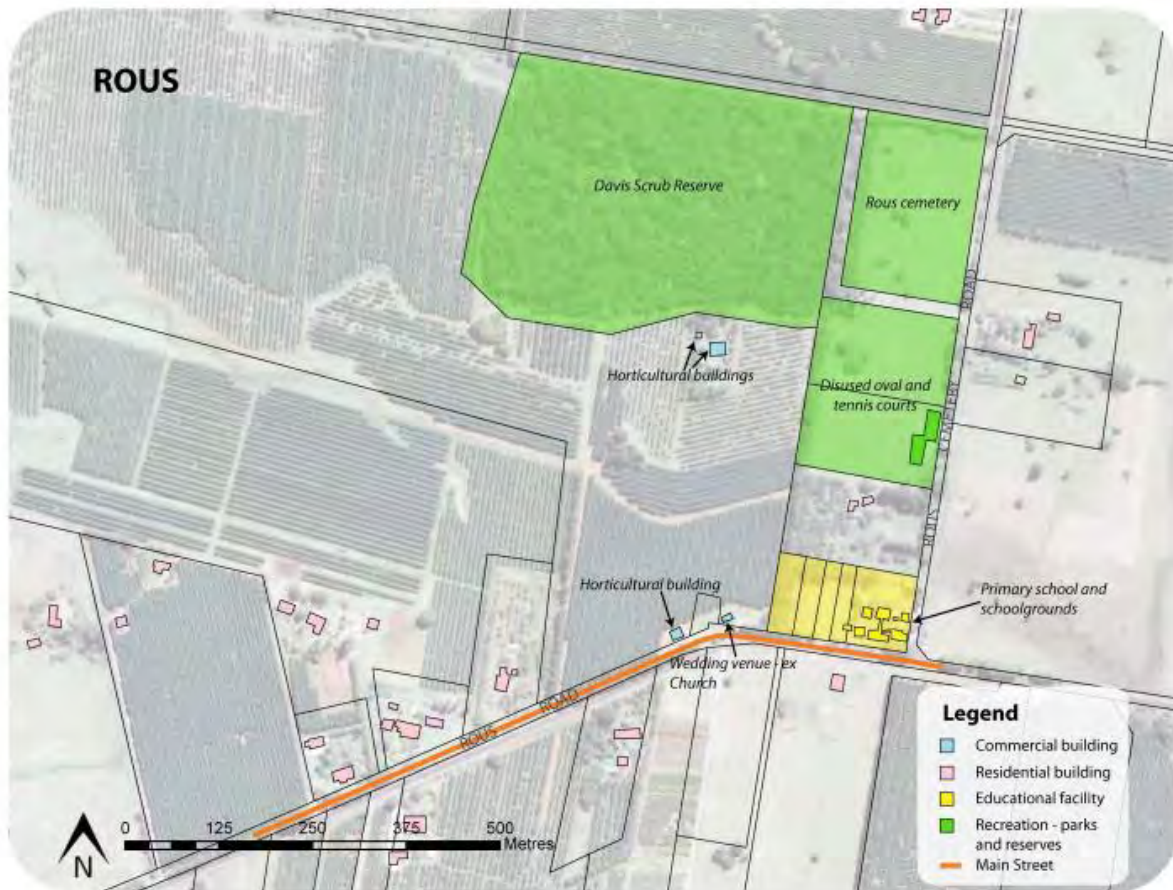 ROUS
Davis Scrub Reserve
Rous cemetery
Horticultural buildings
Disused oval and
tennis courts
ROUS CEMETERY ROAD
Horticultural building
Primary school and
schoolgrounds
Wedding venue - ex
Church
ROUS ROAD
Legend
Commercial building
Residential building
Educational facility
Recreation - parks
and reserves
Main Street
0 125 250 375 500
Metres
N